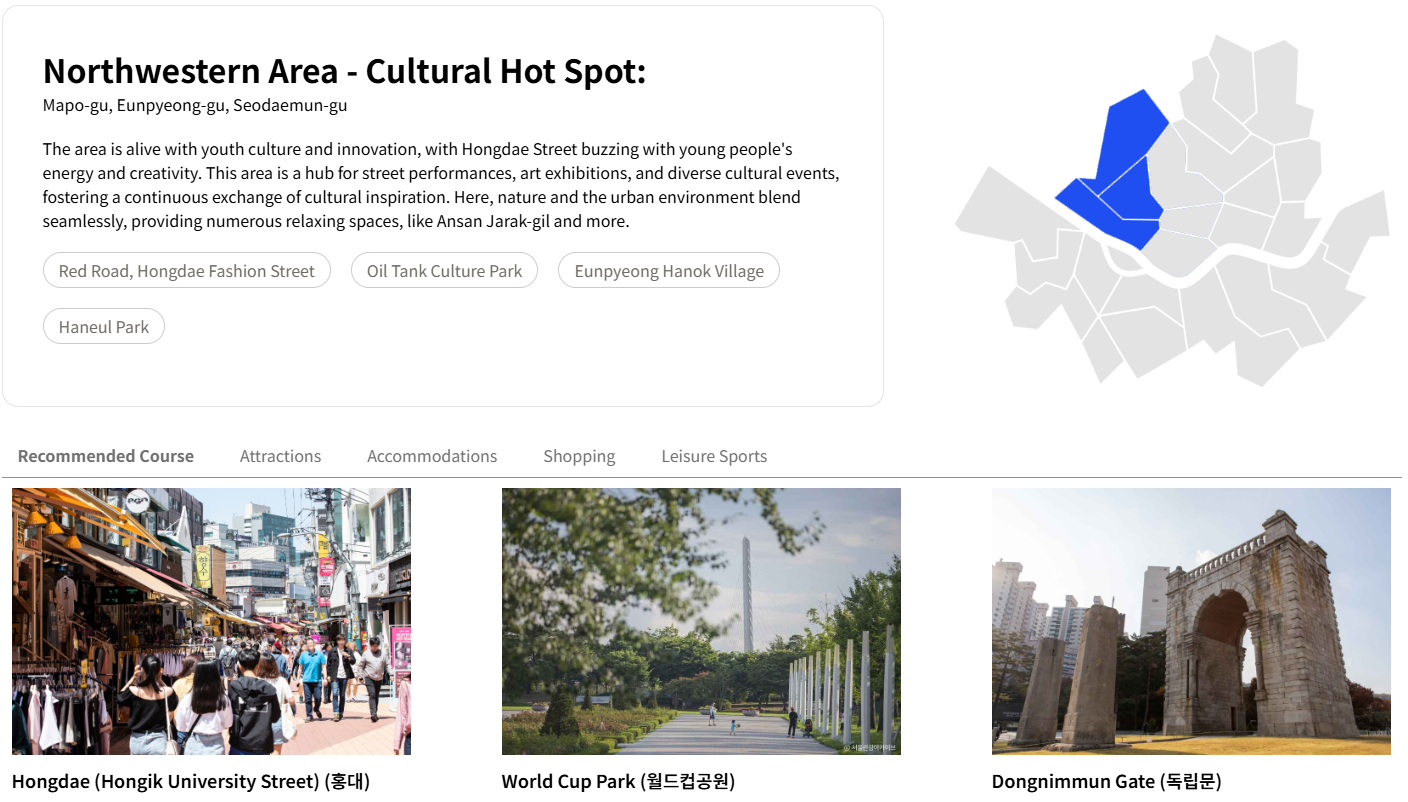 Northwestern Area - Cultural Hot Spot:
Mapo-gu, Eunpyeong-gu, Seodaemun-gu
The area is alive with youth culture and innovation, with Hongdae Street buzzing with young people's
energy and creativity. This area is a hub for street performances, art exhibitions, and diverse cultural events,
fostering a continuous exchange of cultural inspiration. Here, nature and the urban environment blend
seamlessly, providing numerous relaxing spaces, like Ansan Jarak-gil and more.
Red Road, Hongdae Fashion Street
Oil Tank Culture Park
Eunpyeong Hanok Village
Haneul Park
Recommended Course
Attractions
Accommodations
Shopping
Leisure Sports
Hongdae (Hongik University Street) (홍대)
World Cup Park (월드컵공원)
Dongnimmun Gate (독립문)